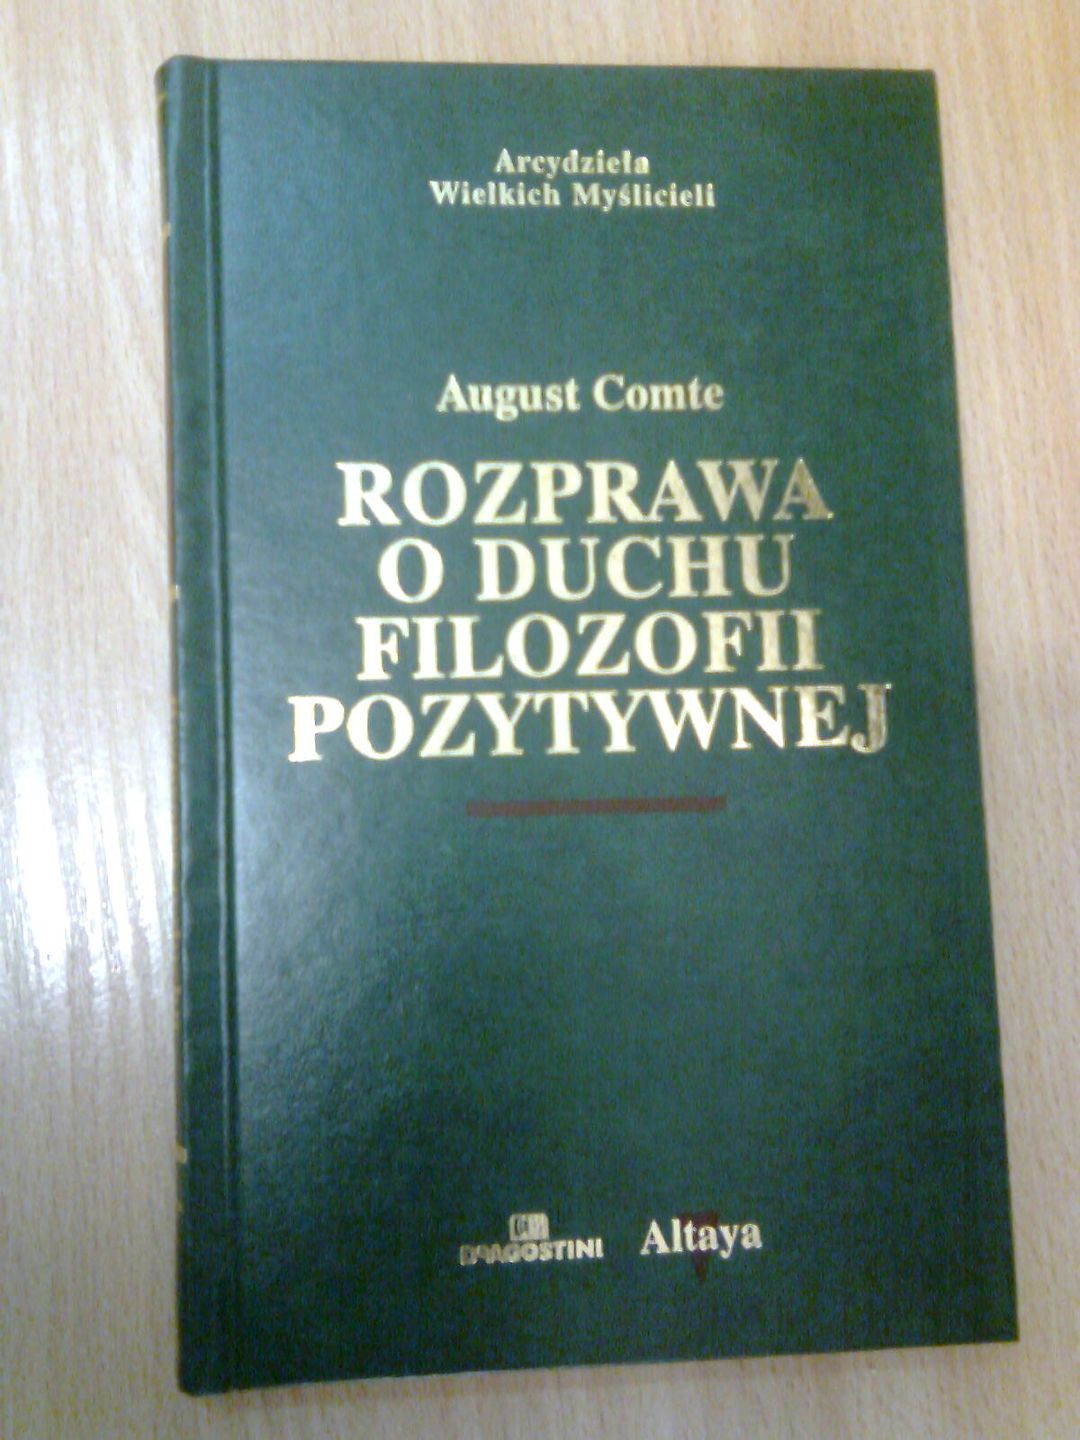 Arcydzieła
Wielkich Myślicieli
August Comte
ROZPRAWA
O DUCHU
FILOZOFII
POZYTYWNEJ
DEAGOSTINI
Altaya